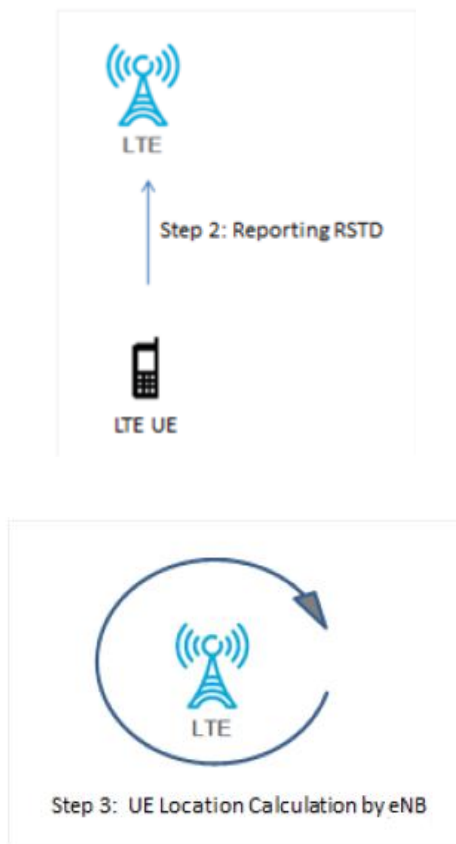 LTE
Step 2: Reporting RSTD
LTE UE
LTE
Step 3: UE Location Calculation by eNB